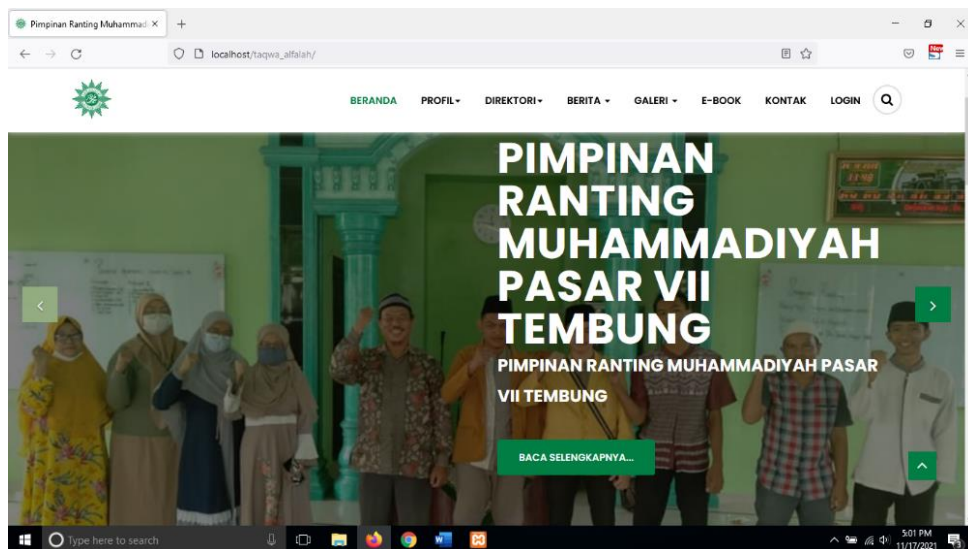 Pimpinan Ranting Muhammad
localhost/taqwa_alfalah/
New
BERANDA PROFIL DIREKTORI BERITA GALERI E-BOOK KONTAK LOGIN
PIMPINAN
RANTING
MUHAMMADIYAH
PASAR VII
TEMBUNG
PIMPINAN RANTING MUHAMMADIYAH PASAR
VII TEMBUNG
BACA SELENGKAPNYA...
Type here to search
5:01 PM
11/17/2021